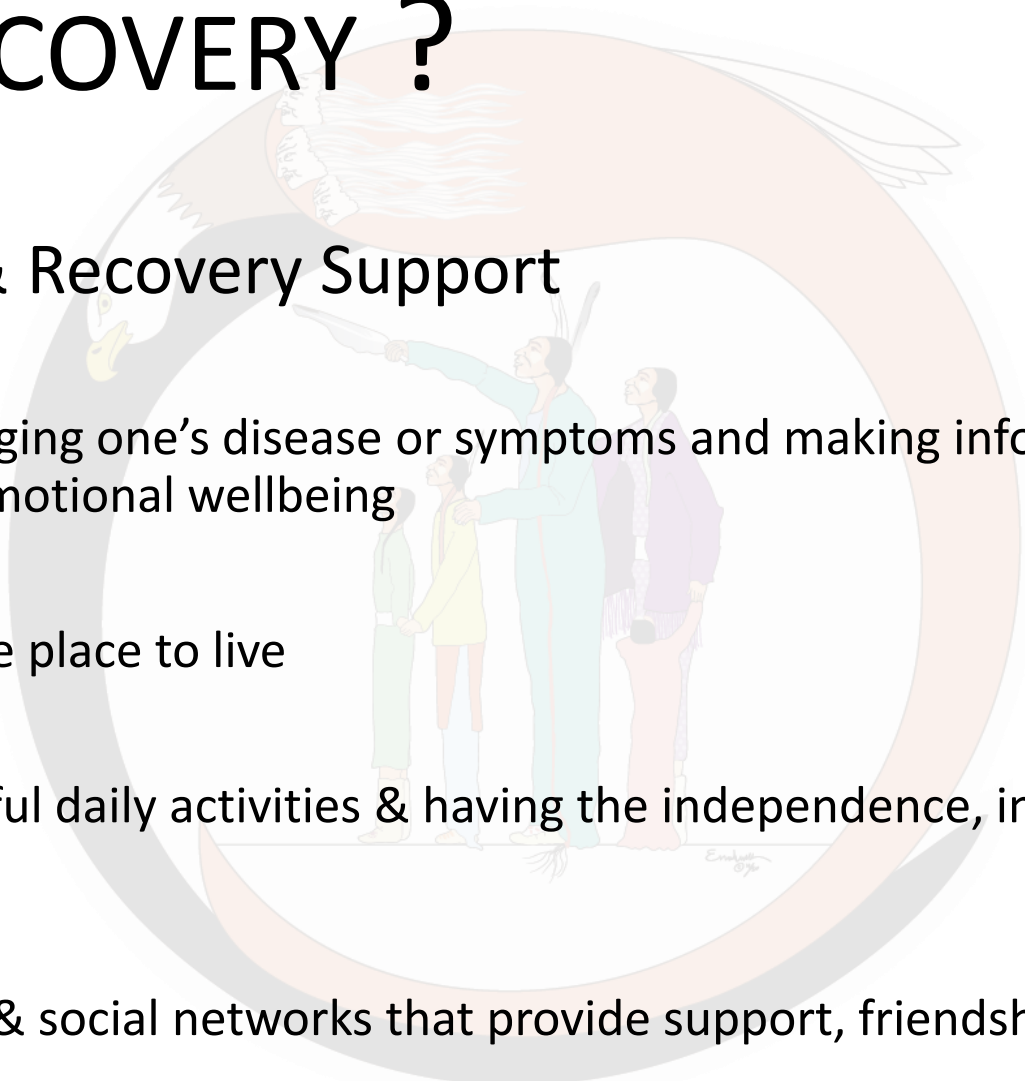 COVERY ?
& Recovery Support
ging one’s disease or symptoms and making info
motional wellbeing
e place to live
ful daily activities & having the independence, in
& social networks that provide support, friendsh